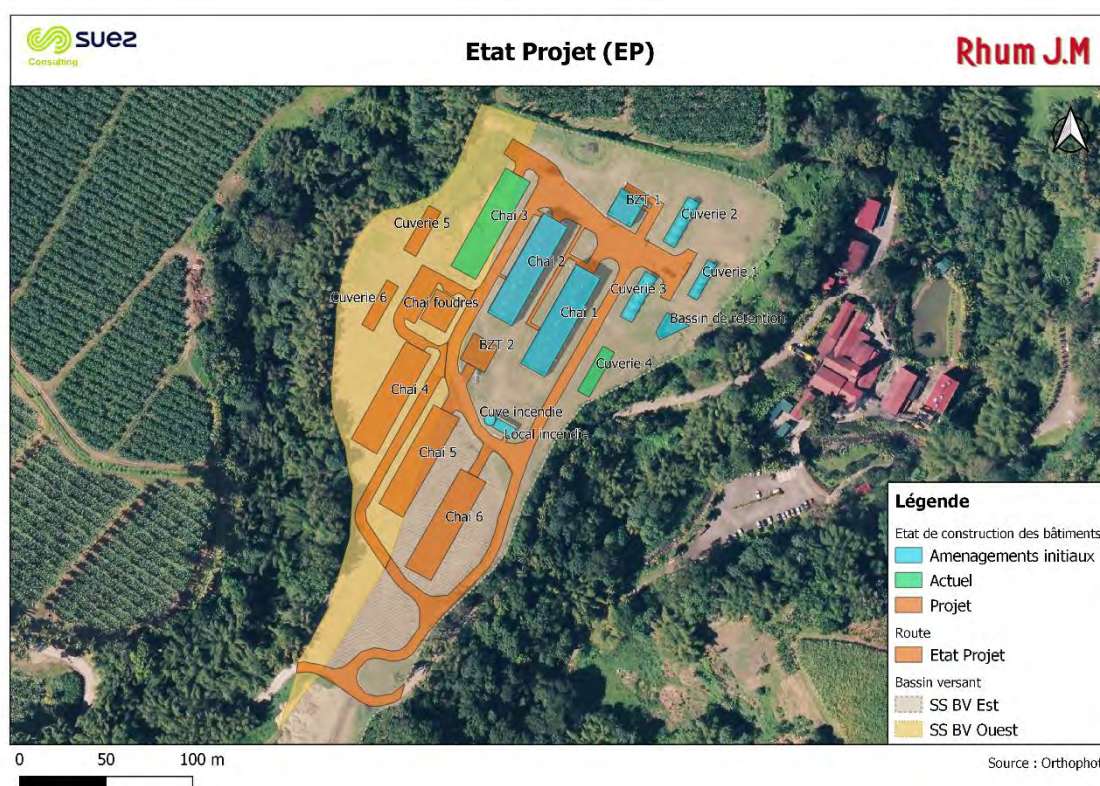 suez
Consulting
Etat Projet (EP)
Rhum J.M
BZT 1
Cuverie 2
Chai 3
Cuverie 5
Chai 2
Cuverie 1
Cuverie 3
Cuverie 6
Chai foudres
Chai 1
Bassin de rétention
BZT 2
Cuverie 4
Chai 4
Cuve incendie
Local incendie
Chai 5
Chai 6
Légende
Etat de construction des bâtiments
Amenagements initiaux
Actuel
Projet
Route
Etat Projet
Bassin versant
SS BV Est
SS BV Ouest
0 50 100 m
Source : Orthophot